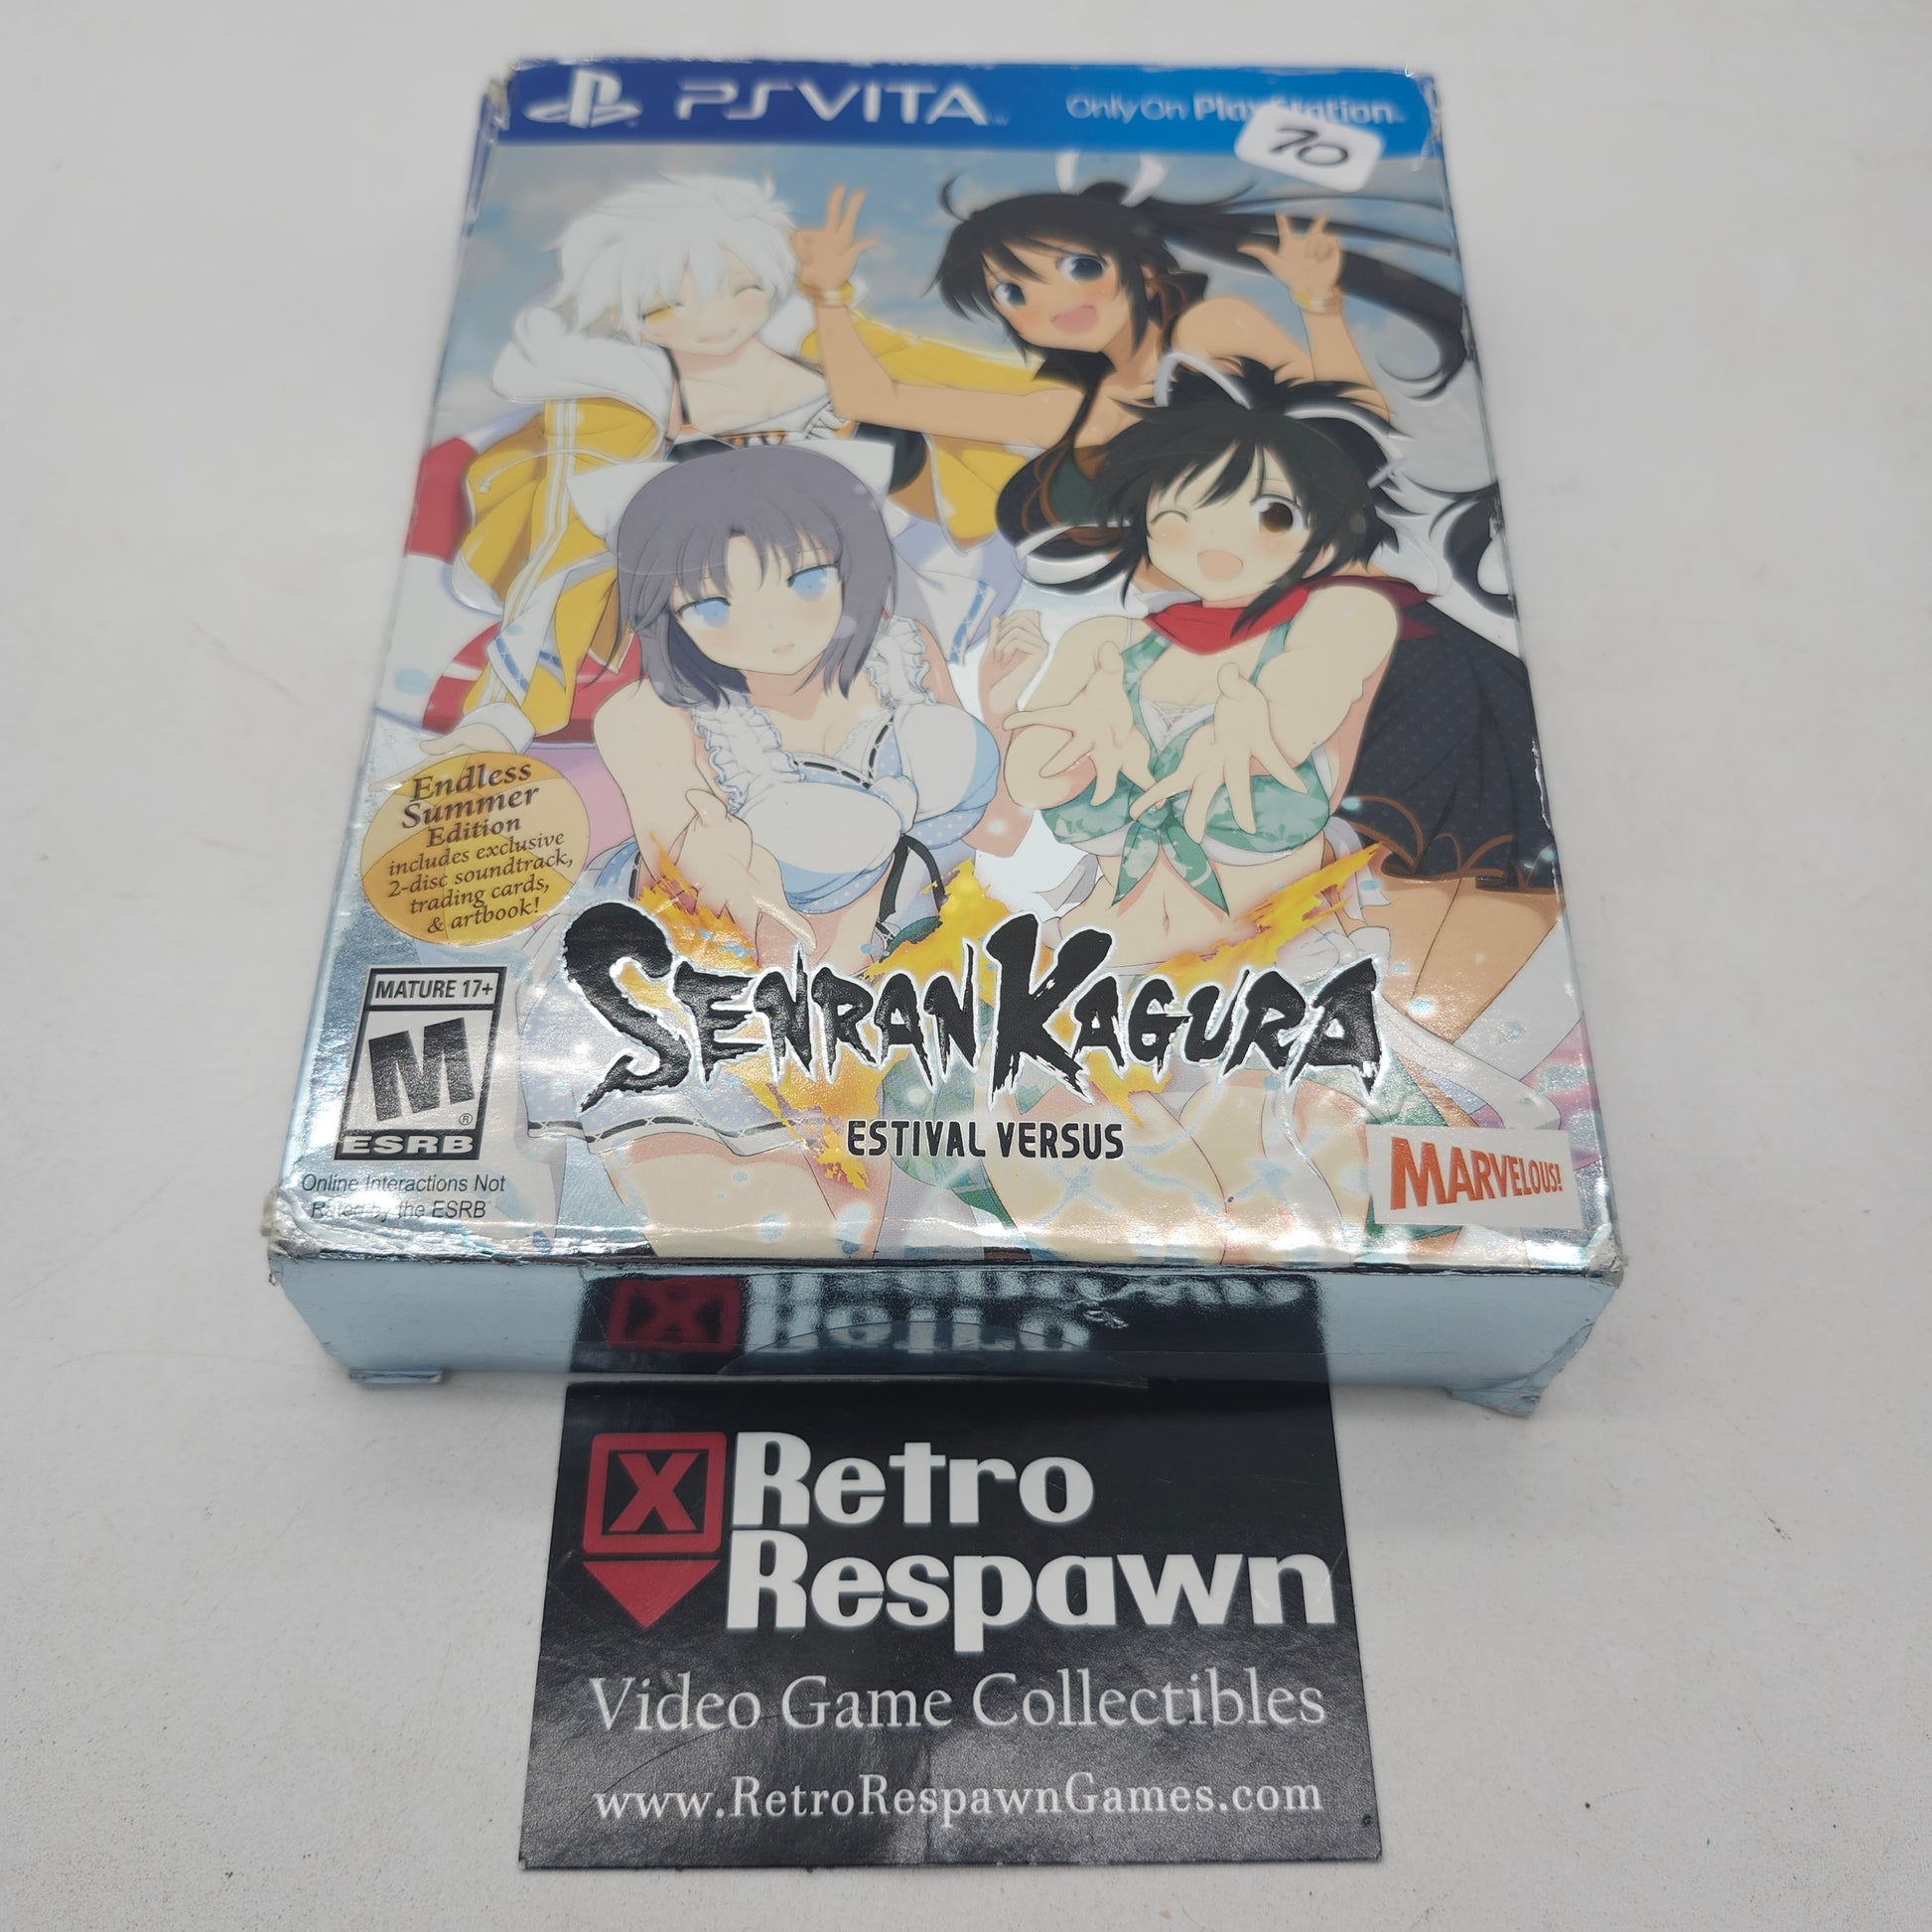 PSVITA
Only On PlayStation
70
Endless
Summer
Edition
includes exclusive
2-disc soundtrack,
trading cards,
& artbook!
MATURE 17+
M
ESRB
Online Interactions Not
Rated by the ESRB
SENRAN KAGURA
ESTIVAL VERSUS
MARVELOUS!
X Retro
Respawn
Video Game Collectibles
www.RetroRespawnGames.com